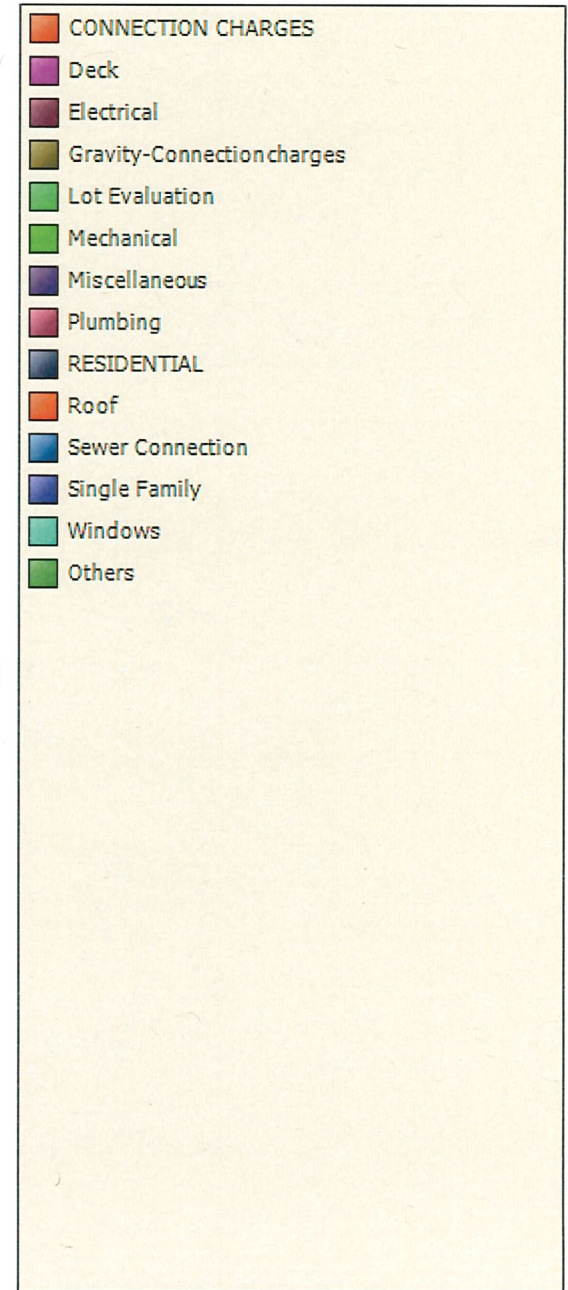 CONNECTION CHARGES
Deck
Electrical
Gravity-Connectioncharges
Lot Evaluation
Mechanical
Miscellaneous
Plumbing
RESIDENTIAL
Roof
Sewer Connection
Single Family
Windows
Others